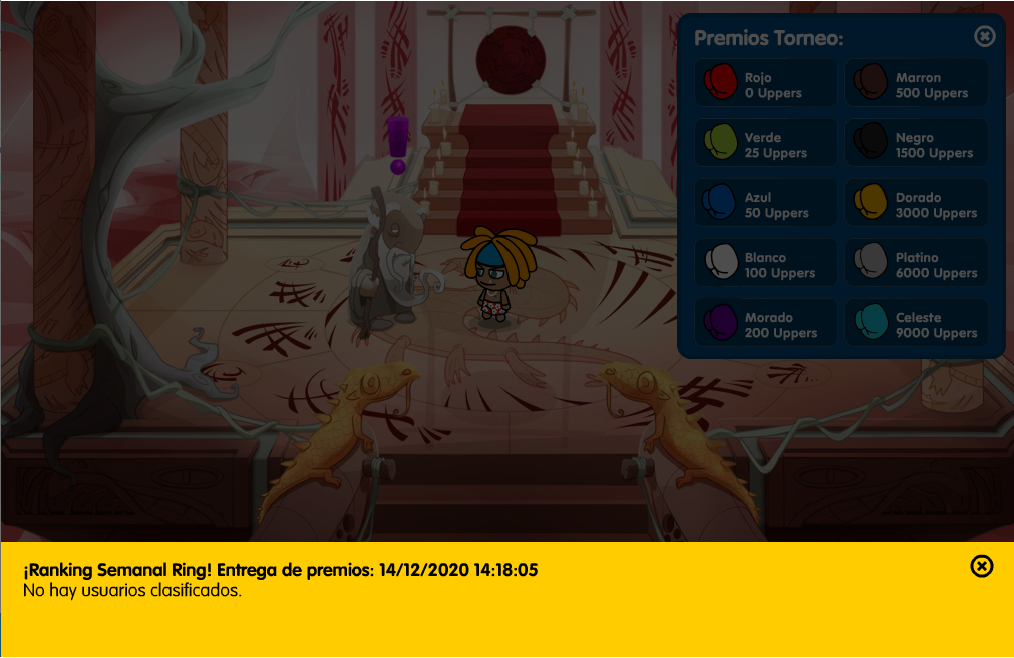 Premios Torneo:
Rojo
0 Uppers
Marron
500 Uppers
Verde
25 Uppers
Negro
1500 Uppers
Azul
50 Uppers
Dorado
3000 Uppers
Blanco
100 Uppers
Platino
6000 Uppers
Morado
200 Uppers
Celeste
9000 Uppers
¡Ranking Semanal Ring! Entrega de premios: 14/12/2020 14:18:05
No hay usuarios clasificados.